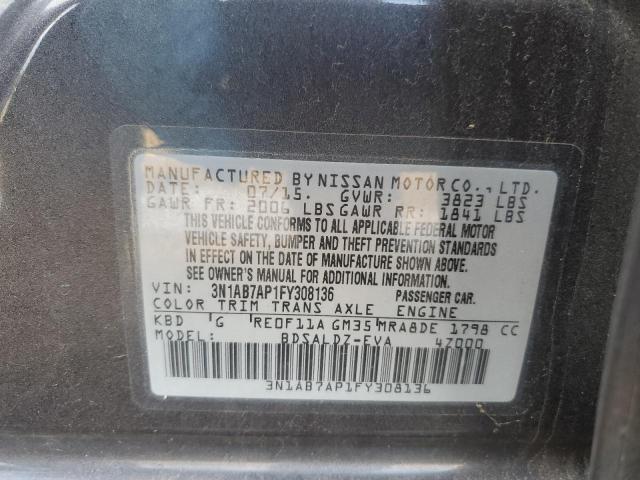 MANUFACTURED BY NISSAN MOTOR CO., LTD.
DATE: 07/15. GVWR: 3823 LBS
GAWR FR: 2006 LBS GAWR RR: 1841 LBS
THIS VEHICLE CONFORMS TO ALL APPLICABLE FEDERAL MOTOR
VEHICLE SAFETY, BUMPER AND THEFT PREVENTION STANDARDS
IN EFFECT ON THE DATE OF MANUFACTURE SHOWN ABOVE.
SEE OWNER'S MANUAL FOR ADDITIONAL INFORMATION.
VIN: 3N1AB7AP1FY308136 PASSENGER CAR.
COLOR TRIM TRANS AXLE ENGINE
KBD G RE0F11A GM35 MRA8DE 1798 CC
MODEL: BDSALDZ-EVA 47000
3N1AB7AP1FY308136